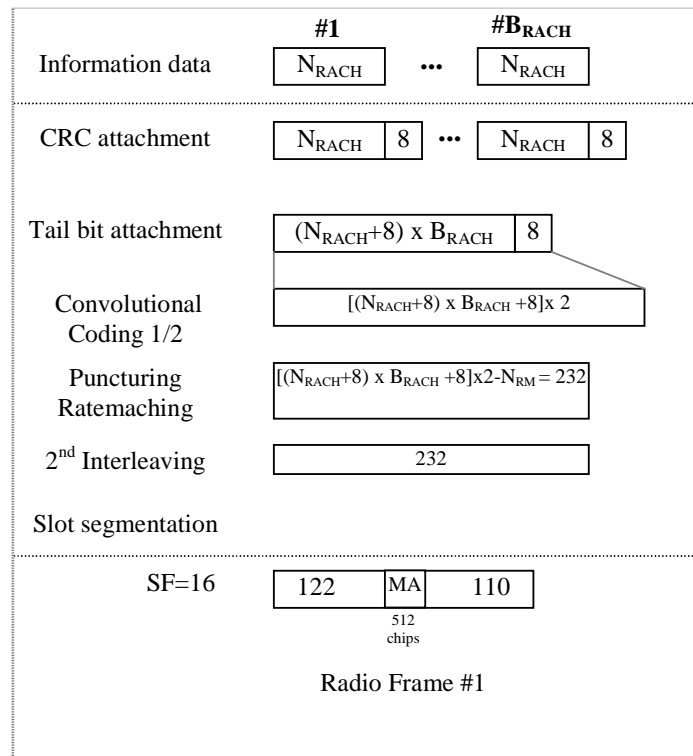 #1 #B_RACH
Information data N_RACH ... N_RACH
CRC attachment N_RACH 8 ... N_RACH 8
Tail bit attachment (N_RACH+8) x B_RACH 8
Convolutional
Coding 1/2
[(N_RACH+8) x B_RACH +8]x 2
Puncturing
Ratemaching
[(N_RACH+8) x B_RACH +8]x2-N_RM = 232
2nd Interleaving 232
Slot segmentation
SF=16 122 MA 110
512
chips
Radio Frame #1